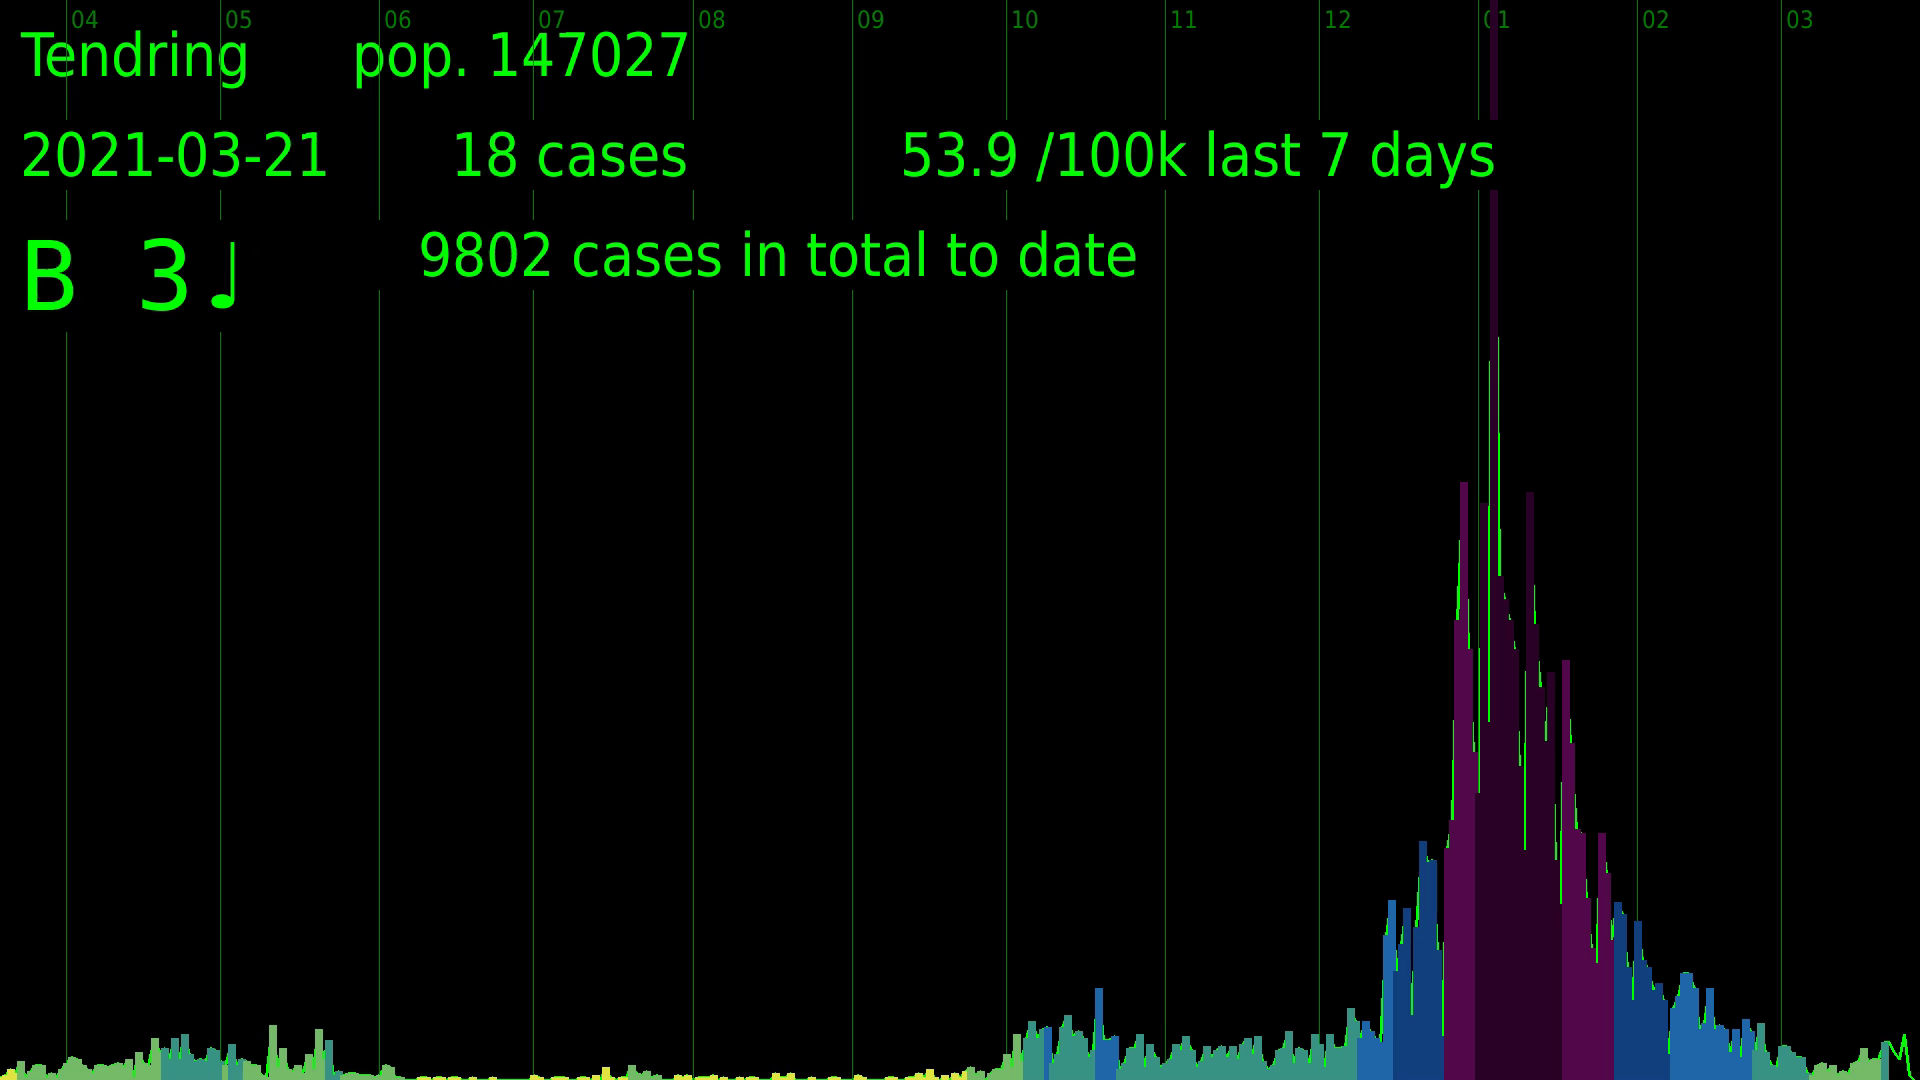 04 05 06 07 08 09 10 11 12 01 02 03
Tendring pop. 147027
2021-03-21 18 cases 53.9 /100k last 7 days
B 3♩ 9802 cases in total to date